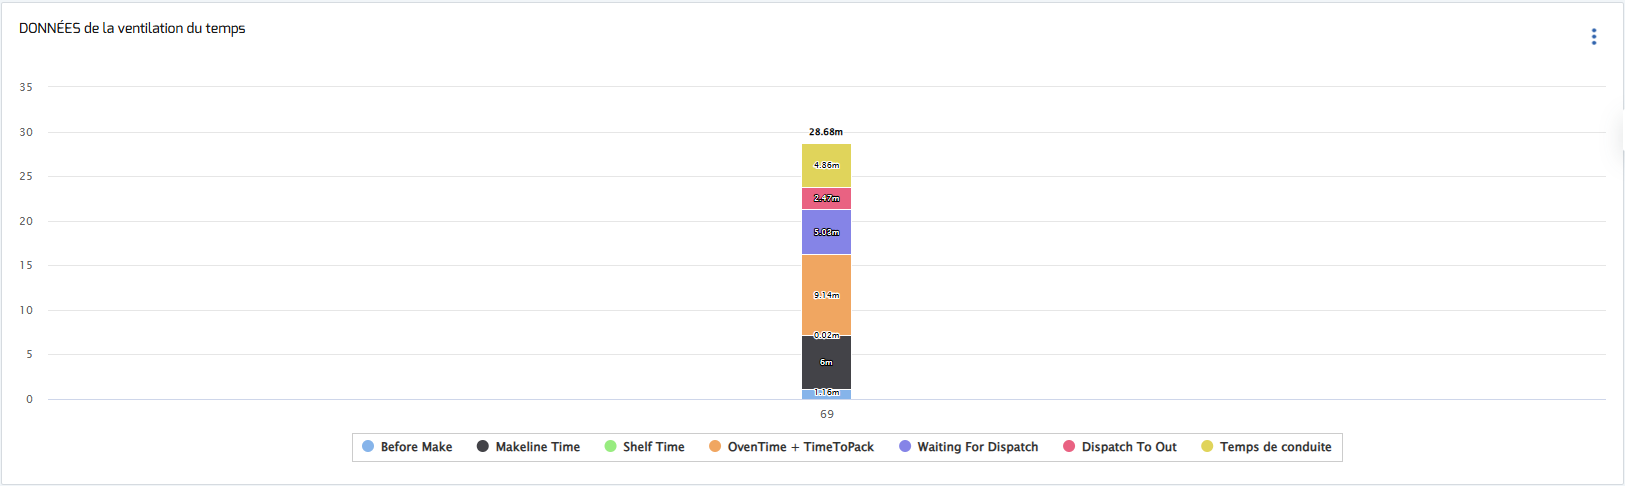 DONNÉES de la ventilation du temps
35
30
28.68m
4.86m
25
2.47m
20
5.03m
15
9.14m
10
0.02m
5
6m
1.16m
0
69
Before Make Makeline Time Shelf Time OvenTime + TimeToPack Waiting For Dispatch Dispatch To Out Temps de conduite